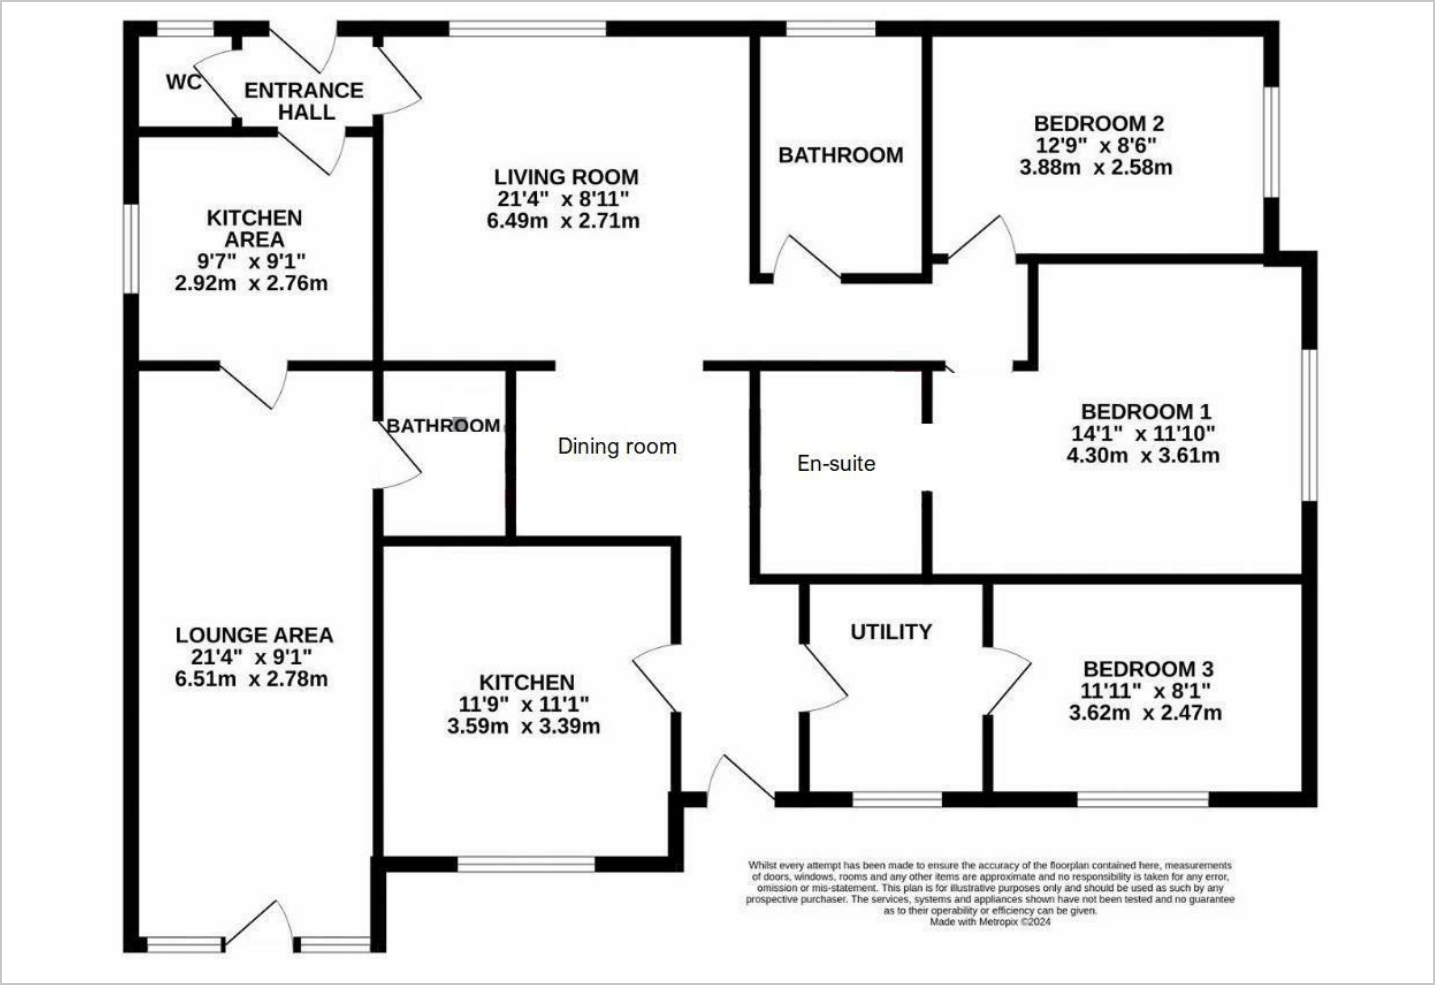 WC
ENTRANCE
HALL
LIVING ROOM
21'4" x 8'11"
6.49m x 2.71m
BATHROOM
BEDROOM 2
12'9" x 8'6"
3.88m x 2.58m
KITCHEN
AREA
9'7" x 9'1"
2.92m x 2.76m
BATHROOM
Dining room
En-suite
BEDROOM 1
14'1" x 11'10"
4.30m x 3.61m
LOUNGE AREA
21'4" x 9'1"
6.51m x 2.78m
KITCHEN
11'9" x 11'1"
3.59m x 3.39m
UTILITY
BEDROOM 3
11'11" x 8'1"
3.62m x 2.47m
Whilst every attempt has been made to ensure the accuracy of the floorplan contained here, measurements
of doors, windows, rooms and any other items are approximate and no responsibility is taken for any error,
omission or mis-statement. This plan is for illustrative purposes only and should be used as such by any
prospective purchaser. The services, systems and appliances shown have not been tested and no guarantee
as to their operability or efficiency can be given.
Made with Metropix ©2024